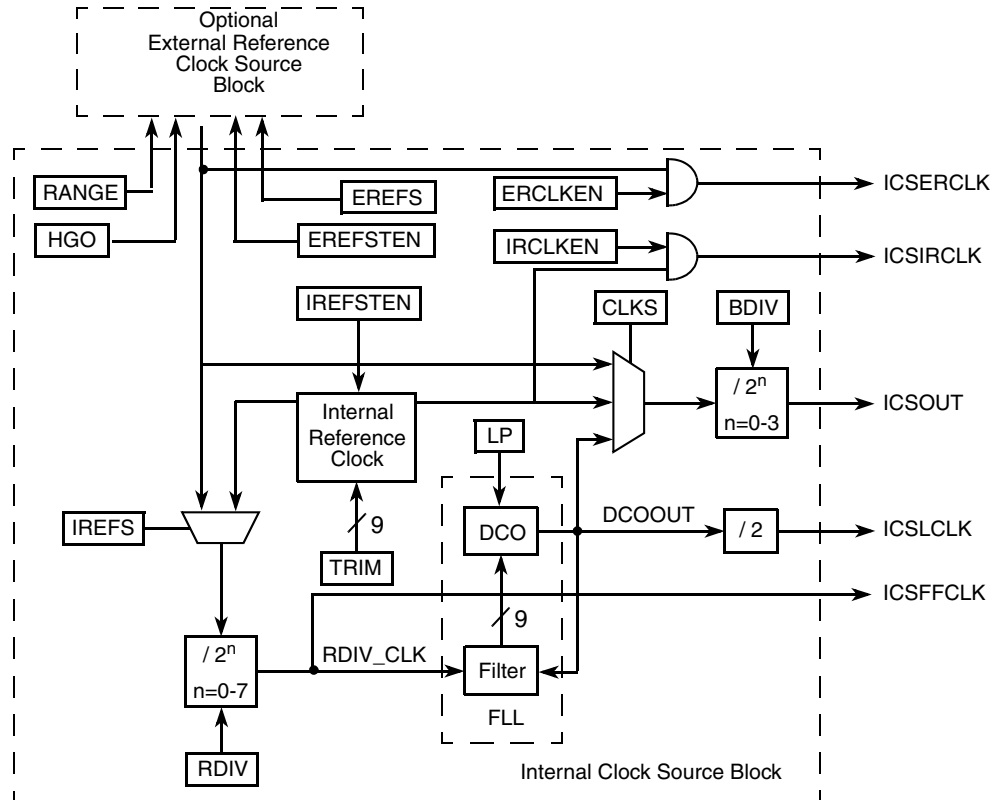 Optional
External Reference
Clock Source
Block
RANGE
EREFS
ERCLKEN
ICSERCLK
HGO
EREFSTEN
IRCLKEN
ICSIRCLK
IREFSTEN
CLKS
BDIV
Internal
Reference
Clock
/ 2ⁿ
n=0-3
ICSOUT
LP
IREFS
9
TRIM
DCO
DCOOUT
/ 2
ICSLCLK
ICSFFCLK
9
/ 2ⁿ
n=0-7
RDIV_CLK
Filter
FLL
RDIV
Internal Clock Source Block